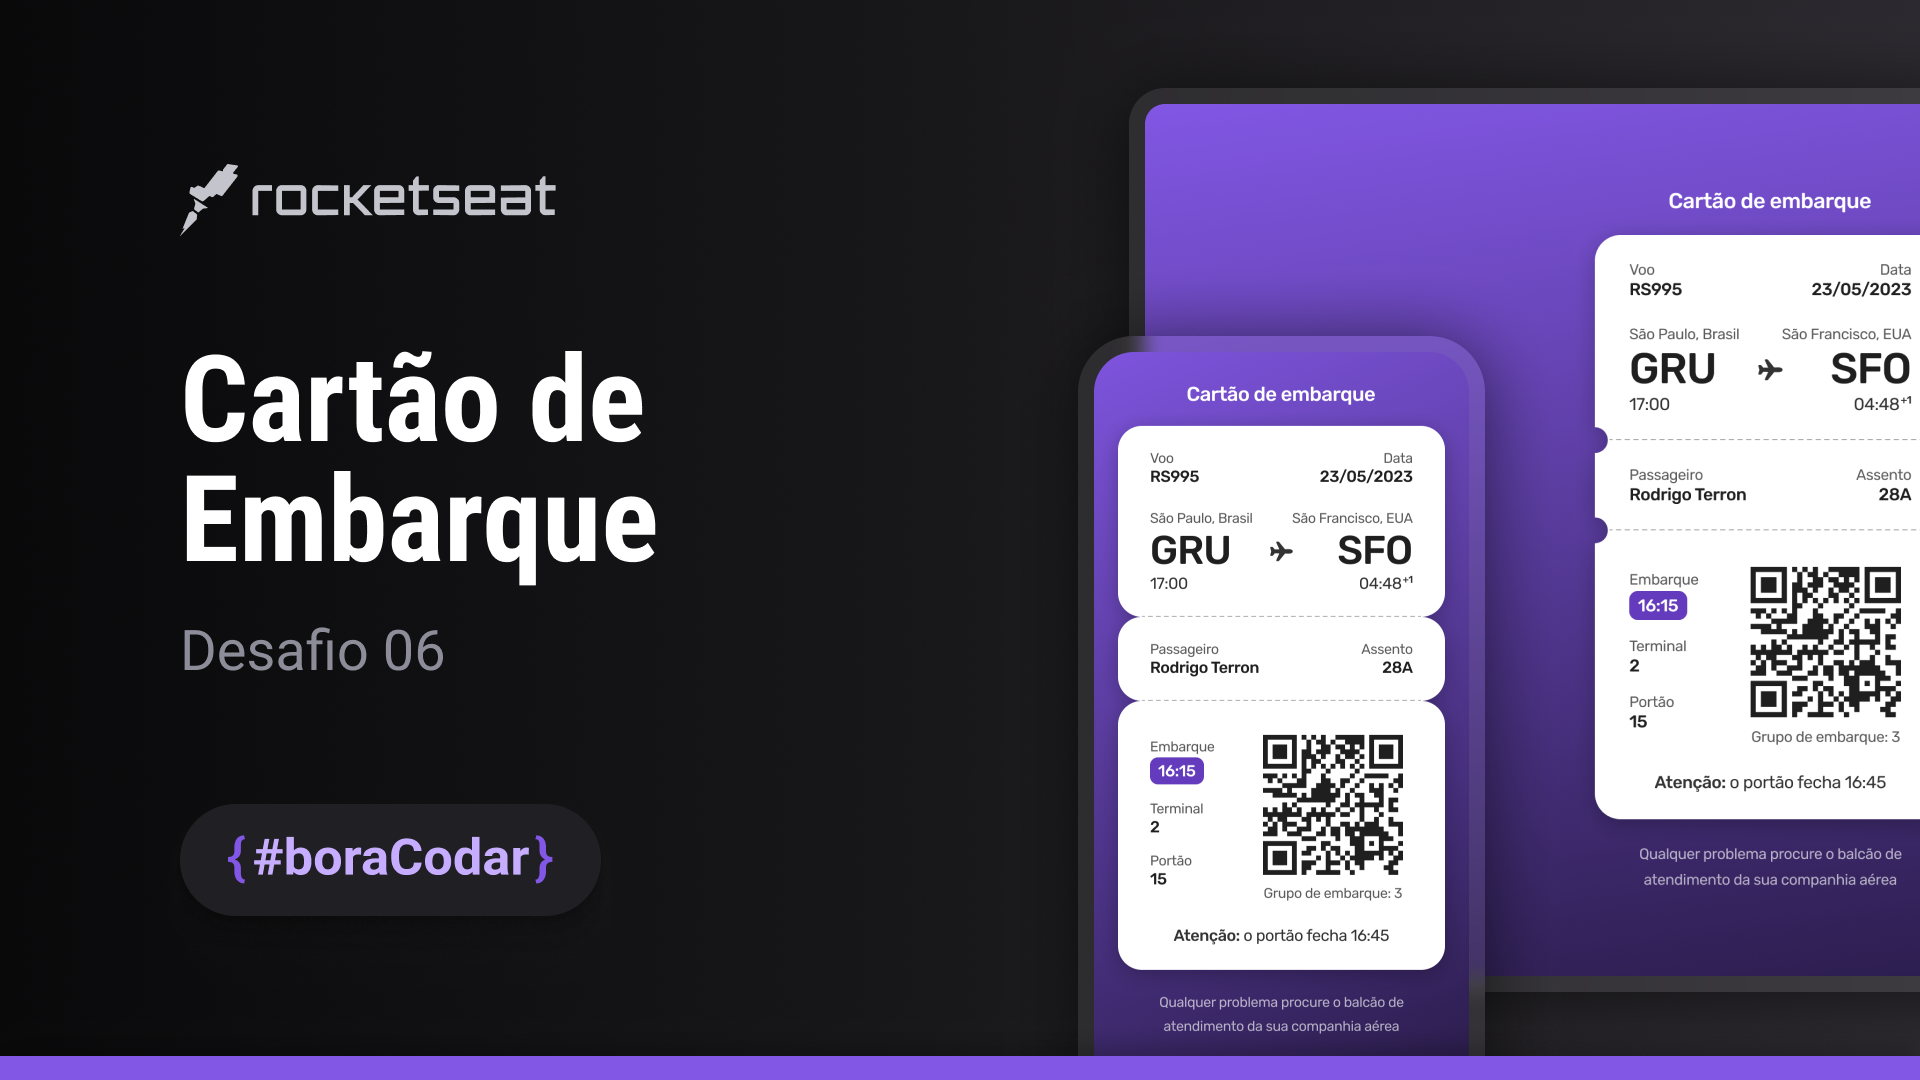 rocketseat
Cartão de
Embarque
Desafio 06
{#boraCodar}
Cartão de embarque
Voo Data
RS995 23/05/2023
São Paulo, Brasil São Francisco, EUA
GRU SFO
17:00 04:48+1
Passageiro Assento
Rodrigo Terron 28A
Embarque
16:15
Terminal
2
Portão
15
Grupo de embarque: 3
Atenção: o portão fecha 16:45
Qualquer problema procure o balcão de
atendimento da sua companhia aérea
Cartão de embarque
Voo Data
RS995 23/05/2023
São Paulo, Brasil São Francisco, EUA
GRU SFO
17:00 04:48+1
Passageiro Assento
Rodrigo Terron 28A
Embarque
16:15
Terminal
2
Portão
15
Grupo de embarque: 3
Atenção: o portão fecha 16:45
Qualquer problema procure o balcão de
atendimento da sua companhia aérea